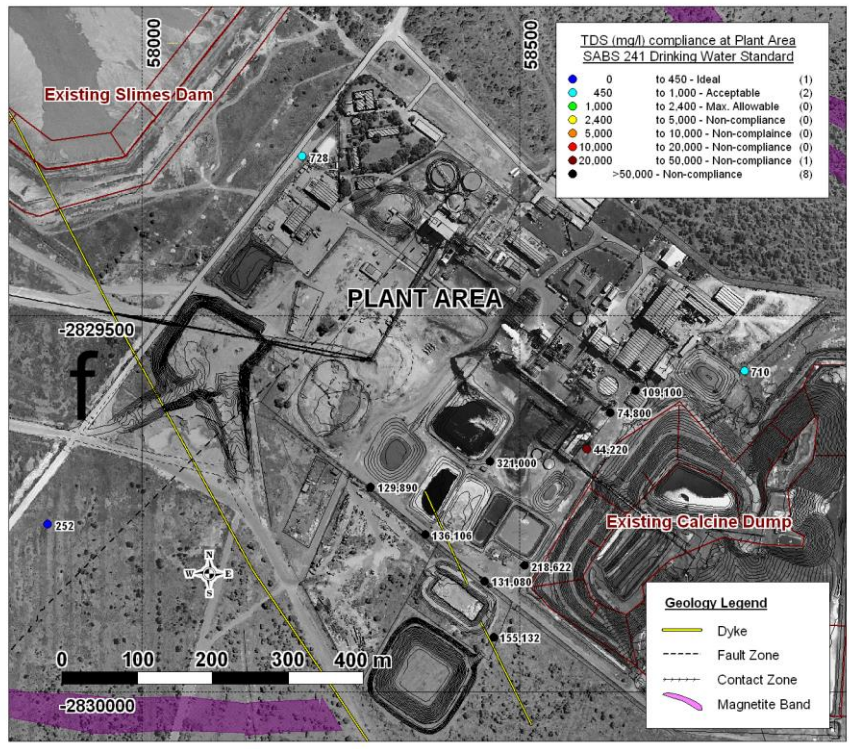 58000
58500
TDS (mg/l) compliance at Plant Area
SABS 241 Drinking Water Standard
0 to 450 - Ideal (1)
450 to 1,000 - Acceptable (2)
1,000 to 2,400 - Max. Allowable (0)
2,400 to 5,000 - Non-compliance (0)
5,000 to 10,000 - Non-complaince (0)
10,000 to 20,000 - Non-compliance (0)
20,000 to 50,000 - Non-compliance (1)
>50,000 - Non-compliance (8)
Existing Slimes Dam
728
PLANT AREA
-2829500
f
710
109,100
74,800
44,220
321,000
129,890
252
Existing Calcine Dump
136,106
218,622
131,080
N
W E
S
155,132
0 100 200 300 400 m
-2830000
Geology Legend
Dyke
Fault Zone
Contact Zone
Magnetite Band